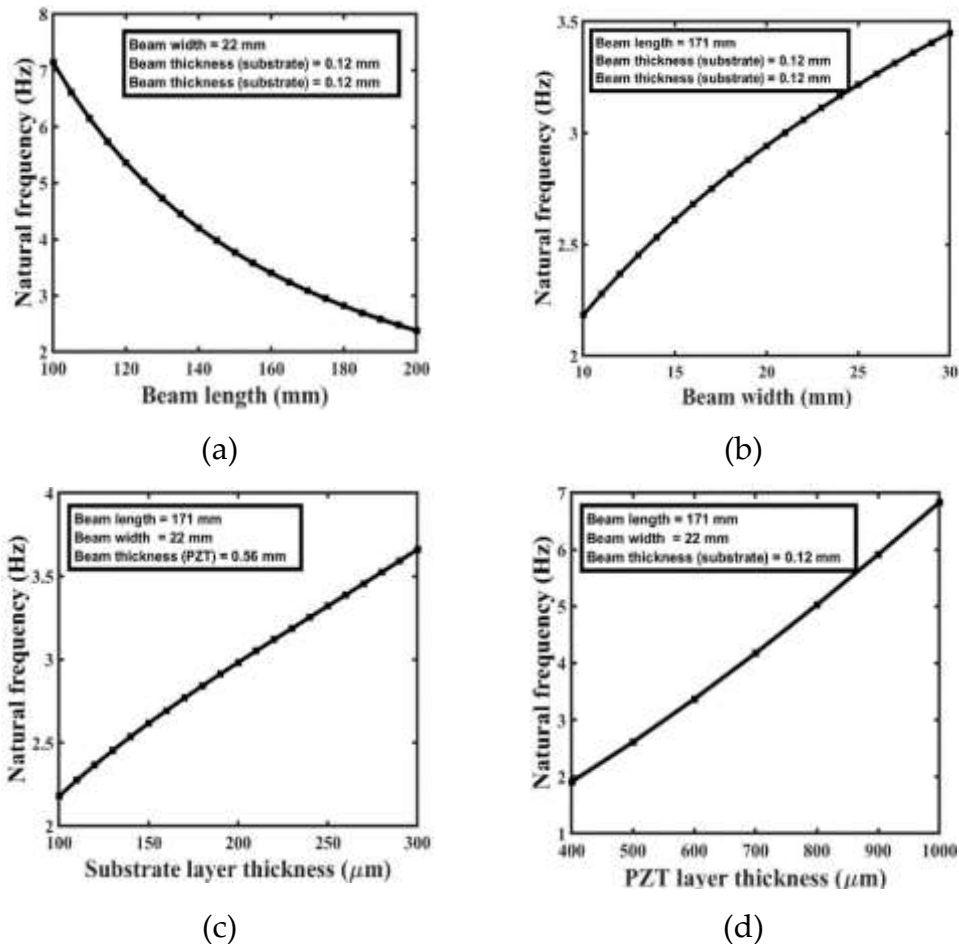 8
7
6
5
4
3
2
Natural frequency (Hz)
Beam width = 22 mm
Beam thickness (substrate) = 0.12 mm
Beam thickness (substrate) = 0.12 mm
100 120 140 160 180 200
Beam length (mm)
(a)
3.5
3
2.5
2
Natural frequency (Hz)
Beam length = 171 mm
Beam thickness (substrate) = 0.12 mm
Beam thickness (substrate) = 0.12 mm
10 15 20 25 30
Beam width (mm)
(b)
4
3.5
3
2.5
2
Natural frequency (Hz)
Beam length = 171 mm
Beam width = 22 mm
Beam thickness (PZT) = 0.56 mm
100 150 200 250 300
Substrate layer thickness (μm)
(c)
7
6
5
4
3
2
1
Natural frequency (Hz)
Beam length = 171 mm
Beam width = 22 mm
Beam thickness (substrate) = 0.12 mm
400 500 600 700 800 900 1000
PZT layer thickness (μm)
(d)